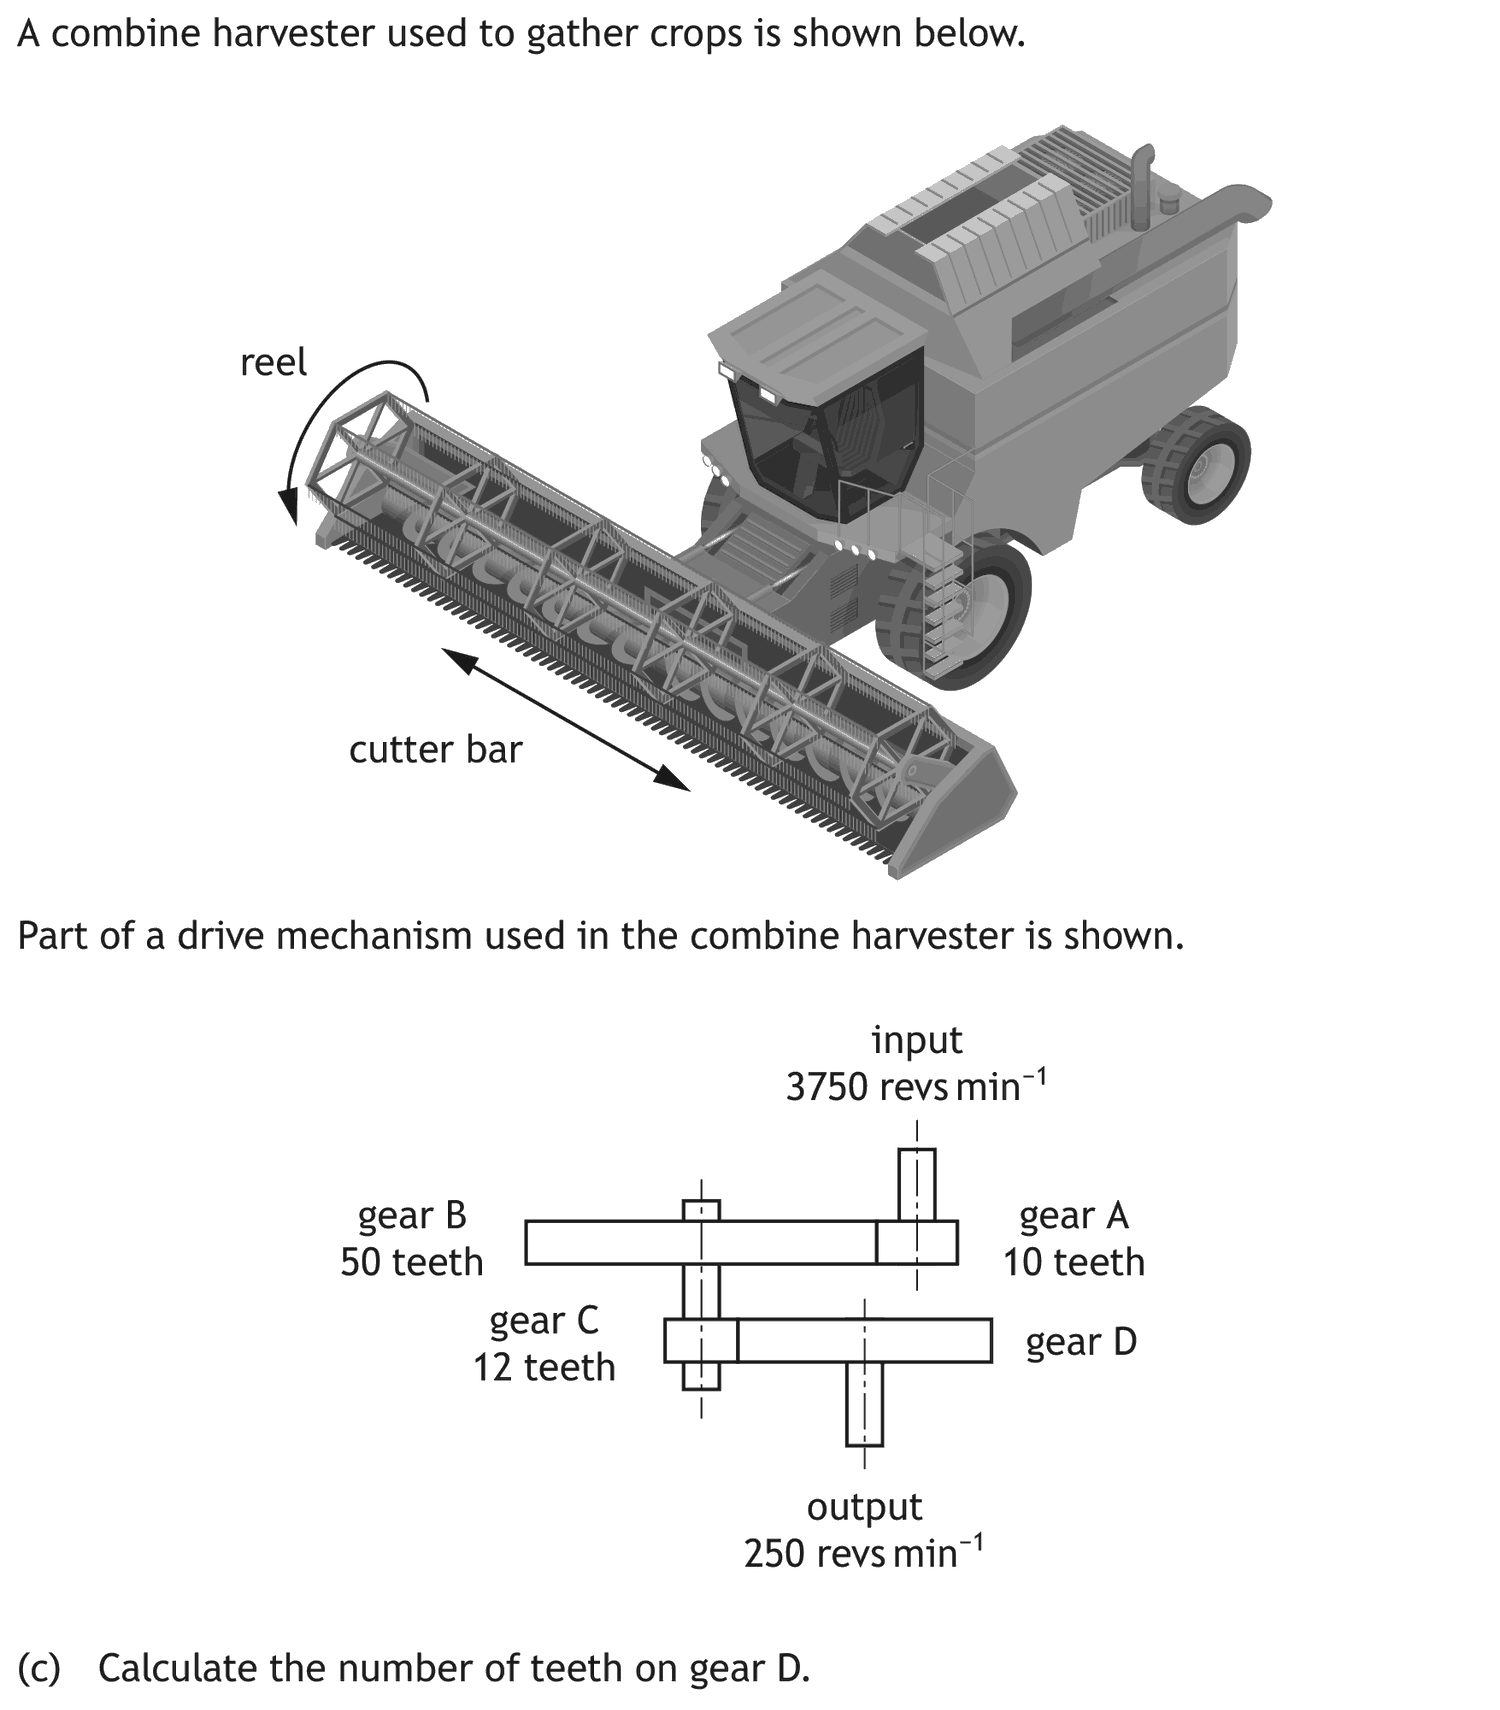 A combine harvester used to gather crops is shown below.
reel
cutter bar
Part of a drive mechanism used in the combine harvester is shown.
input
3750 revs min⁻¹
gear B
50 teeth
gear A
10 teeth
gear C
12 teeth
gear D
output
250 revs min⁻¹
(c) Calculate the number of teeth on gear D.